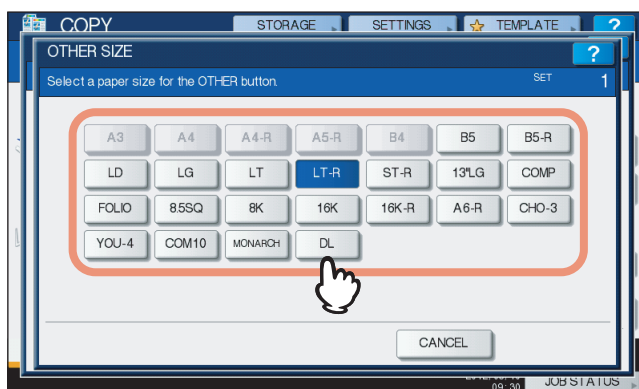 COPY STORAGE SETTINGS TEMPLATE ?
OTHER SIZE ?
Select a paper size for the OTHER button. SET 1
A3 A4 A4-R A5-R B4 B5 B5-R
LD LG LT LT-R ST-R 13"LG COMP
FOLIO 8.5SQ 8K 16K 16K-R A6-R CHO-3
YOU-4 COM10 MONARCH DL
CANCEL
09:30 JOB STATUS